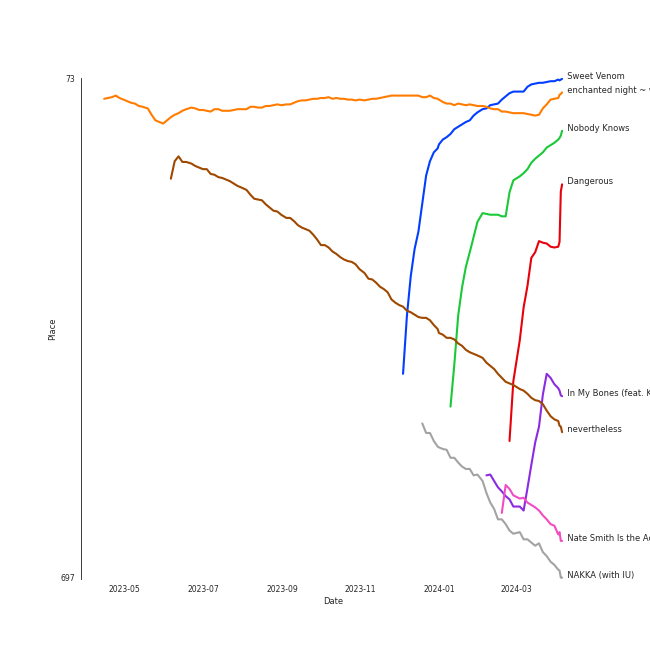 73
Sweet Venom
enchanted night ~
Nobody Knows
Dangerous
Place
In My Bones (feat.
nevertheless
Nate Smith Is the
697
NAKKA (with IU)
2023-05
2023-07
2023-09
2023-11
2024-01
2024-03
Date